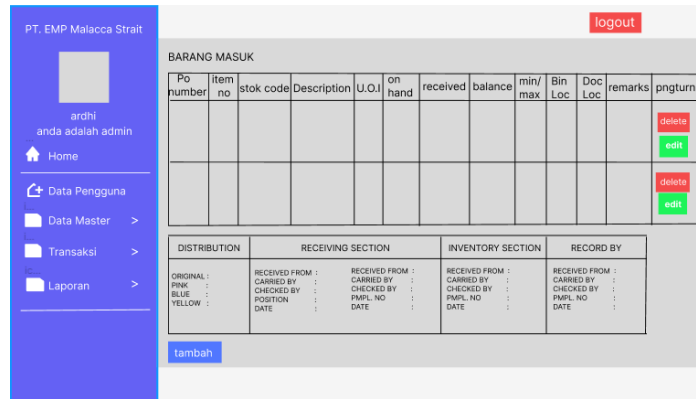 PT. EMP Malacca Strait
logout
ardhi
anda adalah admin
Home
Data Pengguna
Data Master >
Transaksi >
Laporan >
BARANG MASUK
Po number item no stok code Description U.O.I on hand received balance min/ max Bin Loc Doc Loc remarks pngturn
delete
edit
delete
edit
DISTRIBUTION RECEIVING SECTION INVENTORY SECTION RECORD BY
ORIGINAL :
PINK :
BLUE :
YELLOW :
RECEIVED FROM :
CARRIED BY :
CHECKED BY :
POSITION :
DATE :
RECEIVED FROM :
CARRIED BY :
CHECKED BY :
PMPL. NO :
DATE :
RECEIVED FROM :
CARRIED BY :
CHECKED BY :
PMPL. NO :
DATE :
RECEIVED FROM :
CARRIED BY :
CHECKED BY :
PMPL. NO :
DATE :
tambah